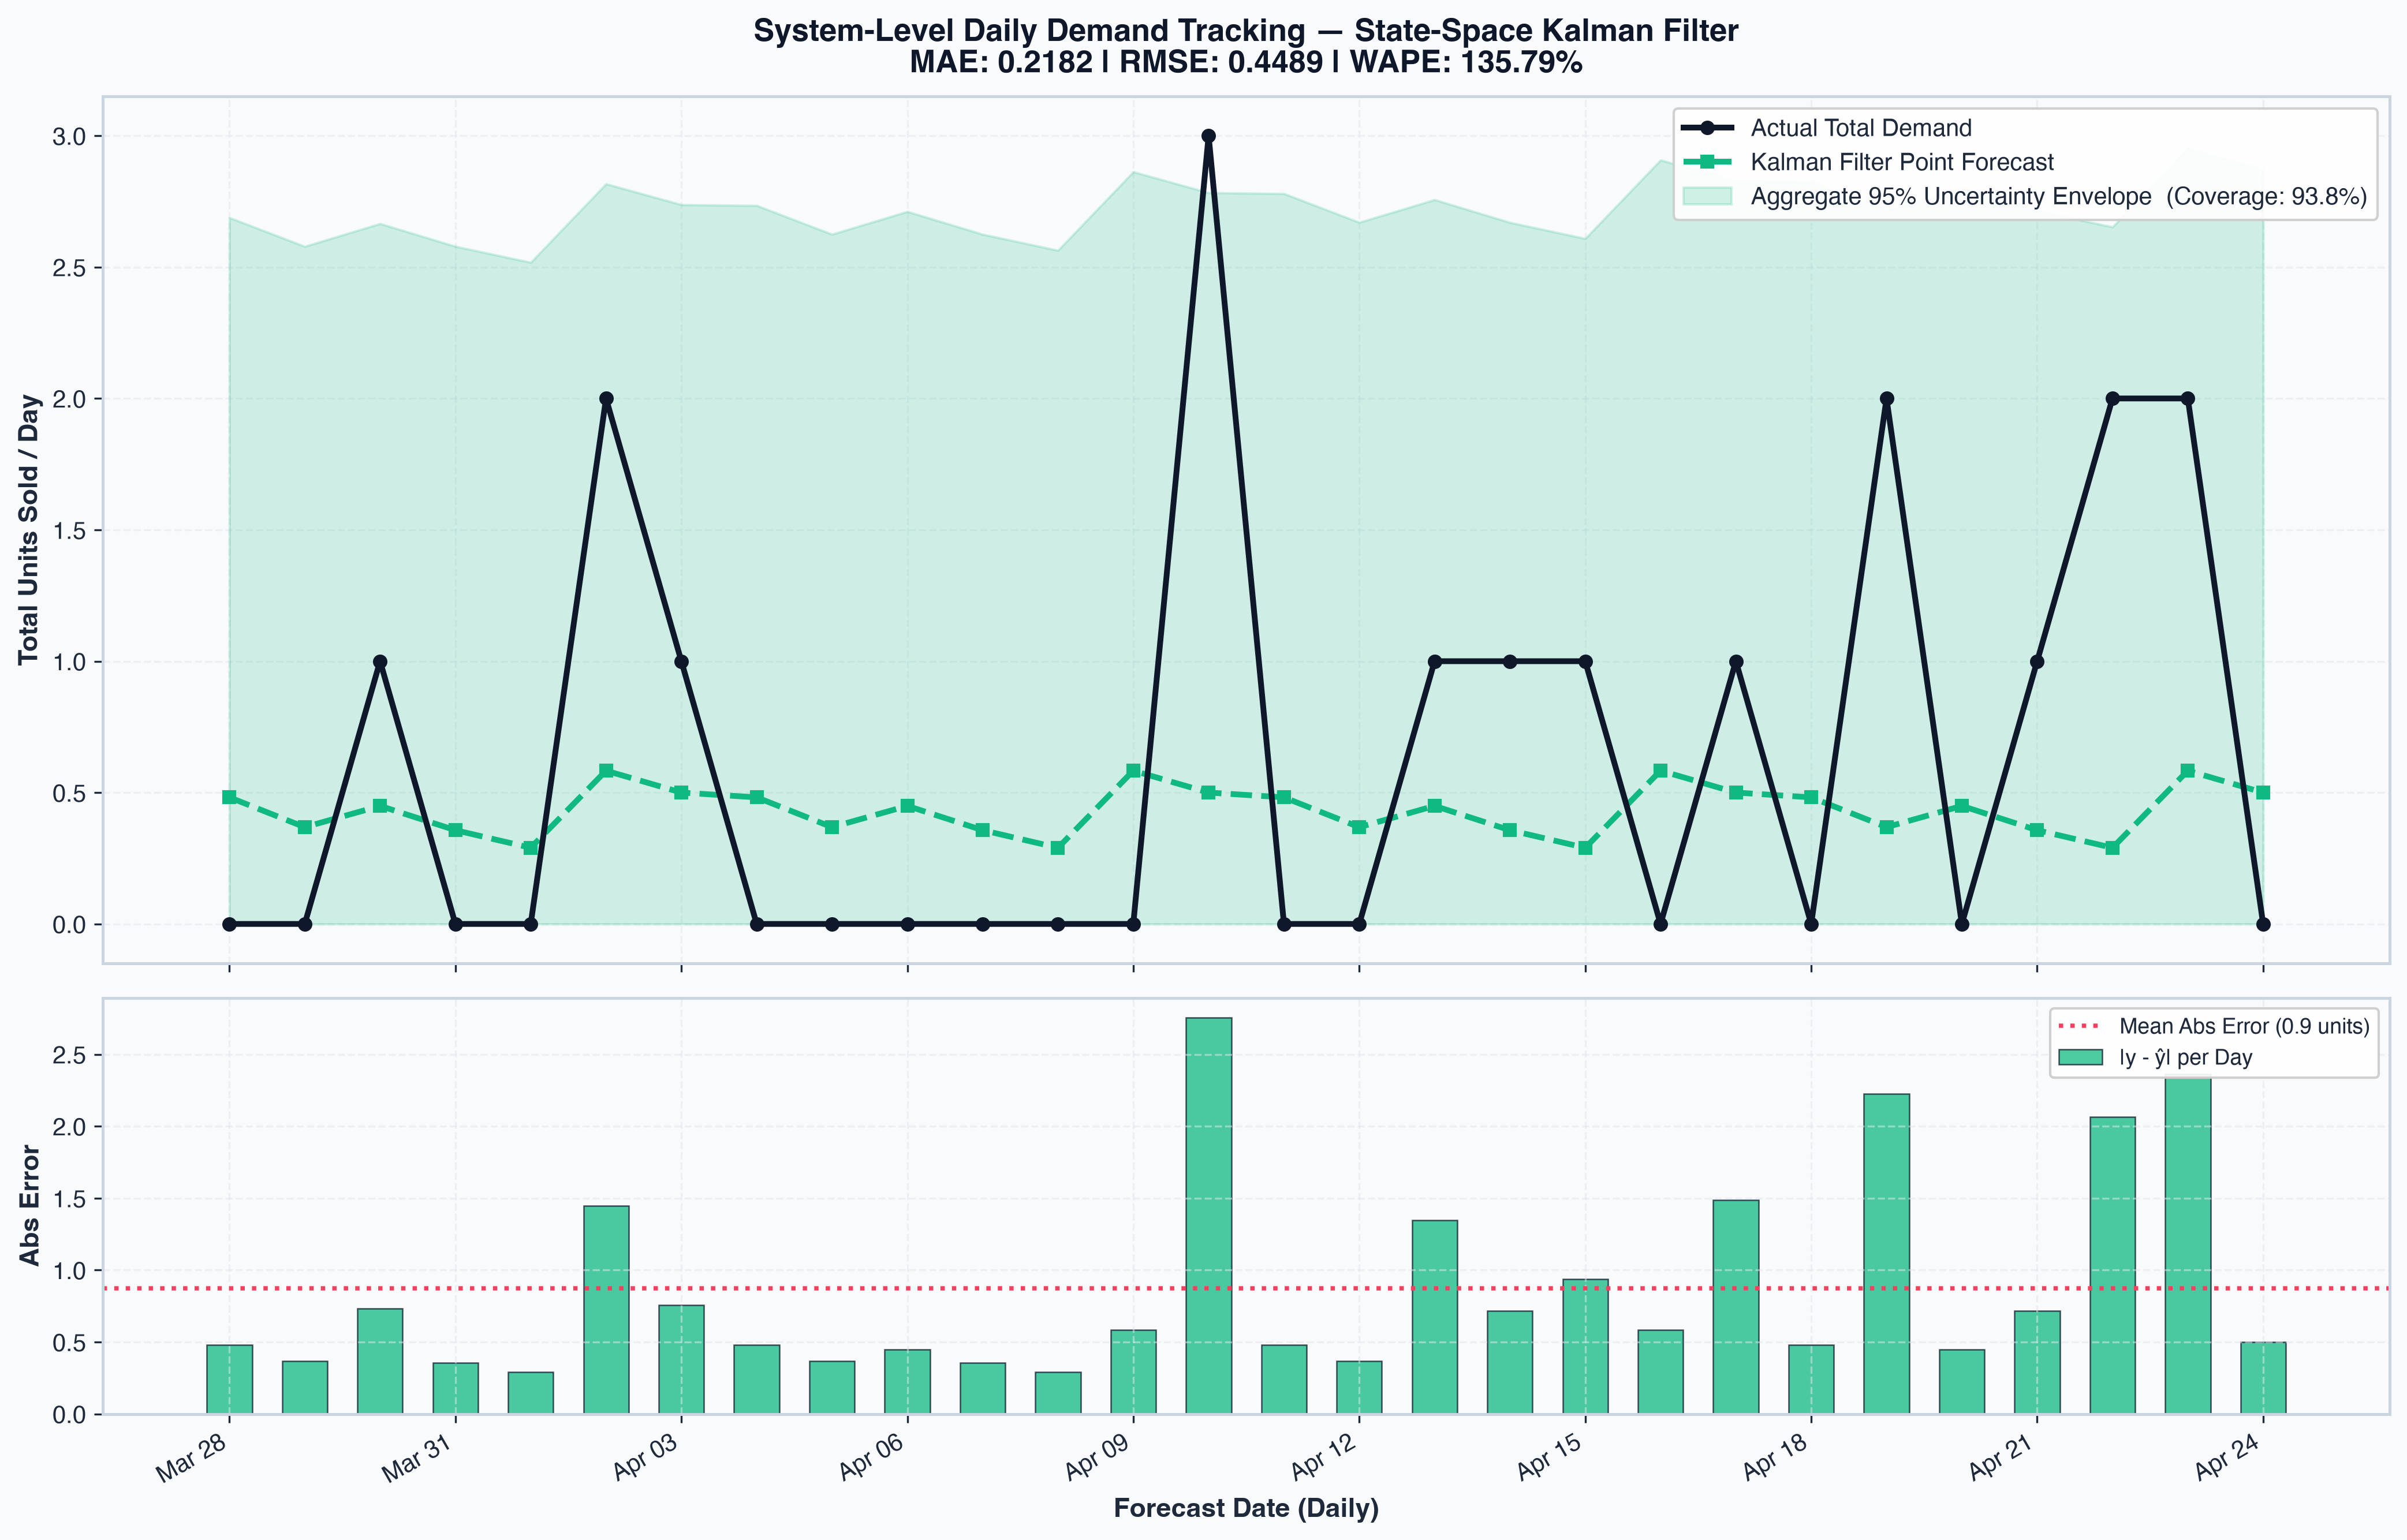 System-Level Daily Demand Tracking — State-Space Kalman Filter
MAE: 0.2182 | RMSE: 0.4489 | WAPE: 135.79%
Actual Total Demand
Kalman Filter Point Forecast
Aggregate 95% Uncertainty Envelope (Coverage: 93.8%)
Total Units Sold / Day
3.0
2.5
2.0
1.5
1.0
0.5
0.0
Mean Abs Error (0.9 units)
|y - ŷ| per Day
Abs Error
2.5
2.0
1.5
1.0
0.5
0.0
Mar 28
Mar 31
Apr 03
Apr 06
Apr 09
Apr 12
Apr 15
Apr 18
Apr 21
Apr 24
Forecast Date (Daily)